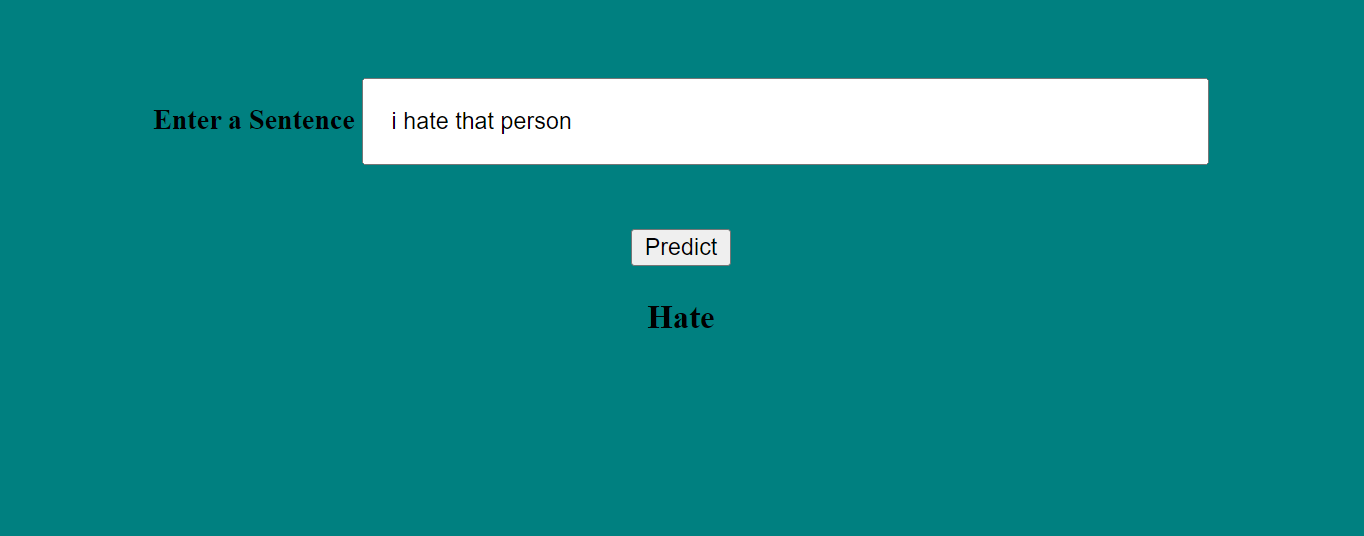 Enter a Sentence i hate that person
Predict
Hate